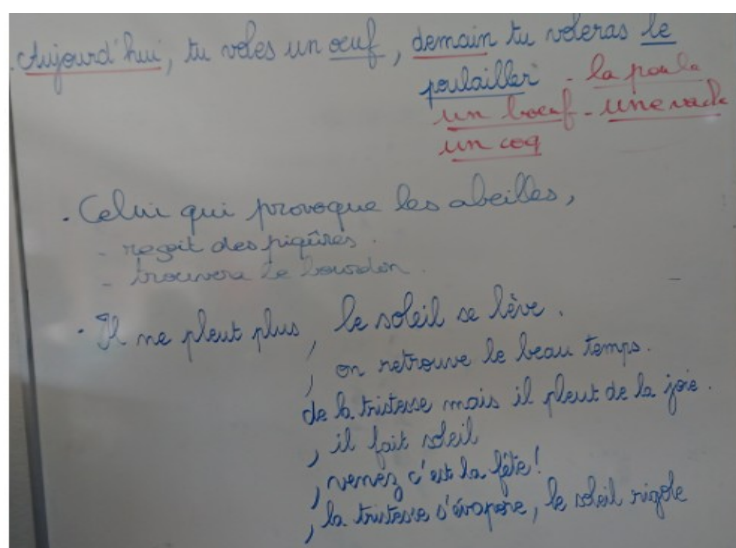 . Aujourd'hui, tu voles un œuf, demain tu voleras le
poulailler - la poule
un bœuf - une vache
un coq
. Celui qui provoque les abeilles,
- reçoit des piqûres.
- trouvera le bourdon.
. Il ne pleut plus, le soleil se lève.
, on retrouve le beau temps.
de la tristesse mais il pleut de la joie.
, il fait soleil
, venez c'est la fête!
, la tristesse s'évapore, le soleil rigole